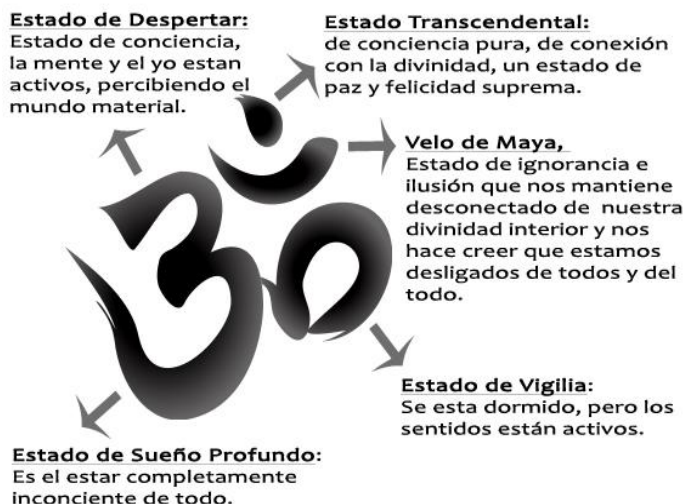 Estado de Despertar:
Estado de conciencia,
la mente y el yo estan
activos, percibiendo el
mundo material.
Estado Transcendental:
de conciencia pura, de conexión
con la divinidad, un estado de
paz y felicidad suprema.
Velo de Maya,
Estado de ignorancia e
ilusión que nos mantiene
desconectado de nuestra
divinidad interior y nos
hace creer que estamos
desligados de todos y del
todo.
ॐ
Estado de Vigilia:
Se esta dormido, pero los
sentidos están activos.
Estado de Sueño Profundo:
Es el estar completamente
inconciente de todo.